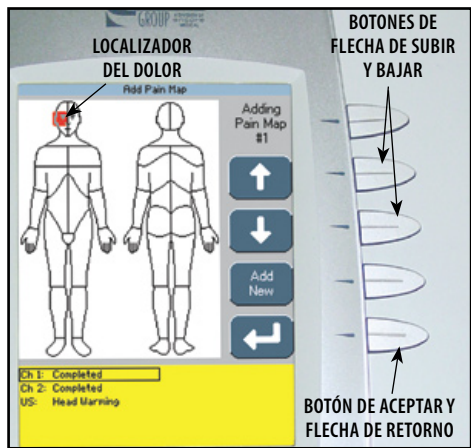 GROUP
LOCALIZADOR
DEL DOLOR
BOTONES DE
FLECHA DE SUBIR
Y BAJAR
Add Pain Map
Adding
Pain Map
#1
Add
New
Ch 1: Completed
Ch 2: Completed
US: Head Warming
BOTÓN DE ACEPTAR Y
FLECHA DE RETORNO